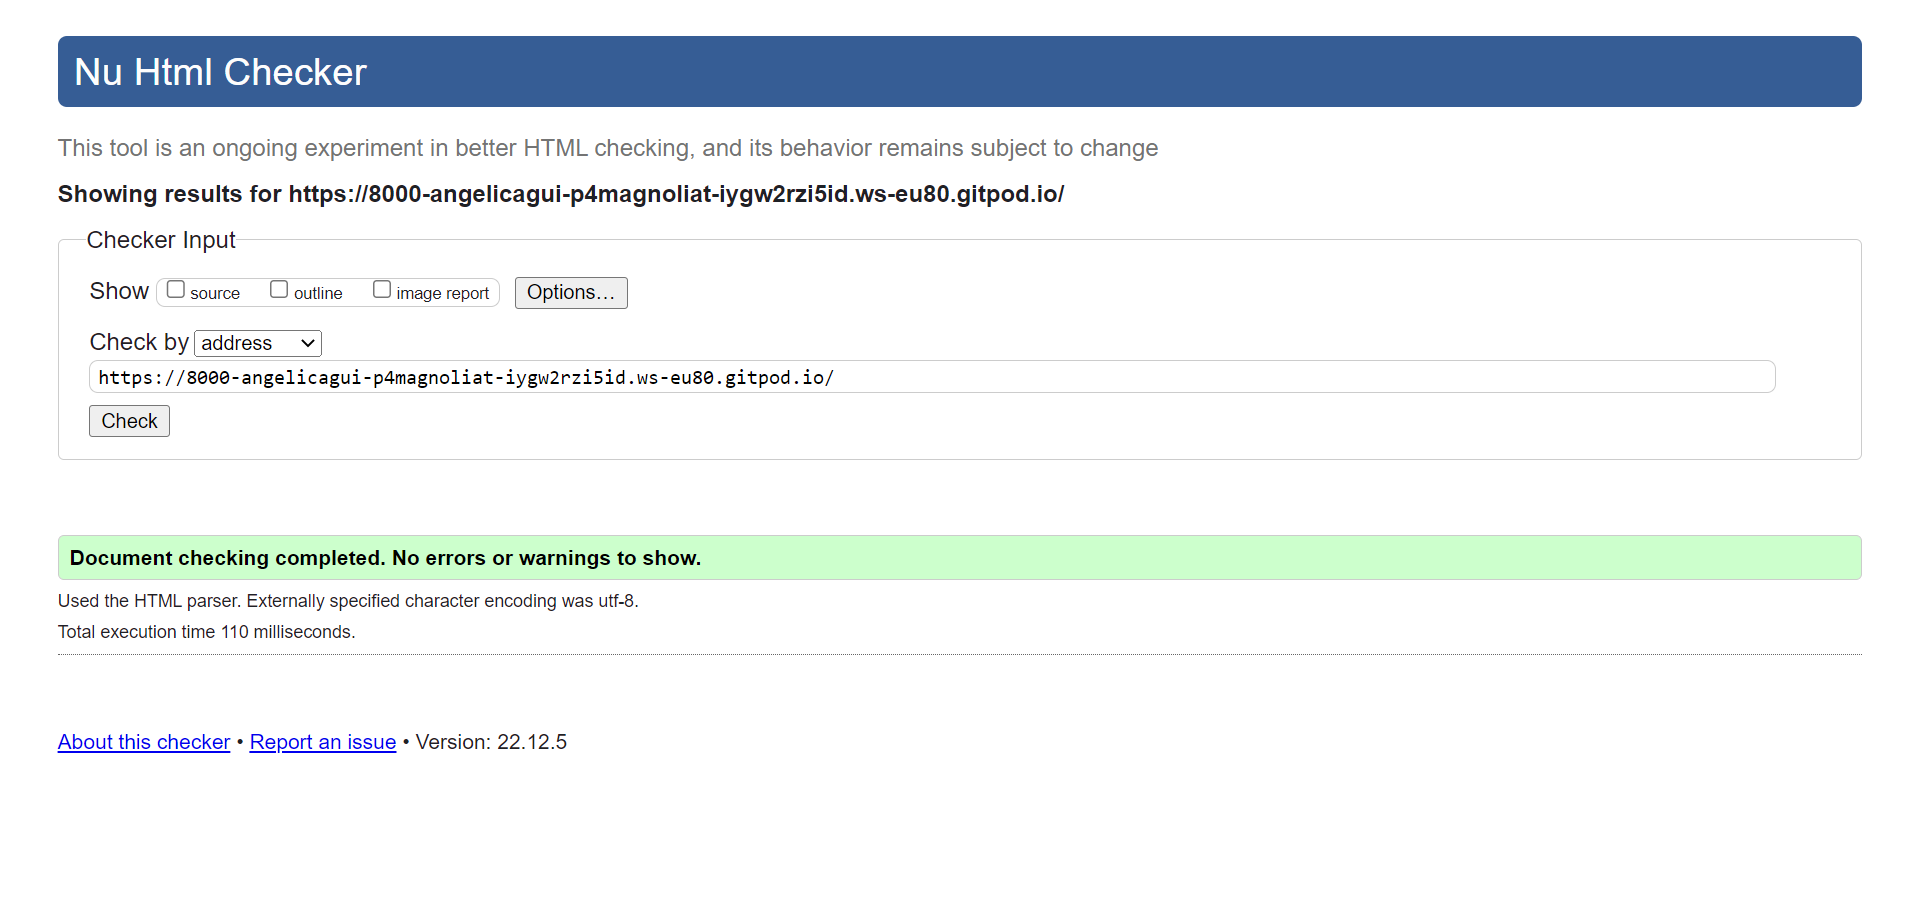 Nu Html Checker
This tool is an ongoing experiment in better HTML checking, and its behavior remains subject to change
Showing results for https://8000-angelicagui-p4magnoliat-iygw2rzi5id.ws-eu80.gitpod.io/
Checker Input
Show source outline image report Options...
Check by address
https://8000-angelicagui-p4magnoliat-iygw2rzi5id.ws-eu80.gitpod.io/
Check
Document checking completed. No errors or warnings to show.
Used the HTML parser. Externally specified character encoding was utf-8.
Total execution time 110 milliseconds.
About this checker • Report an issue • Version: 22.12.5